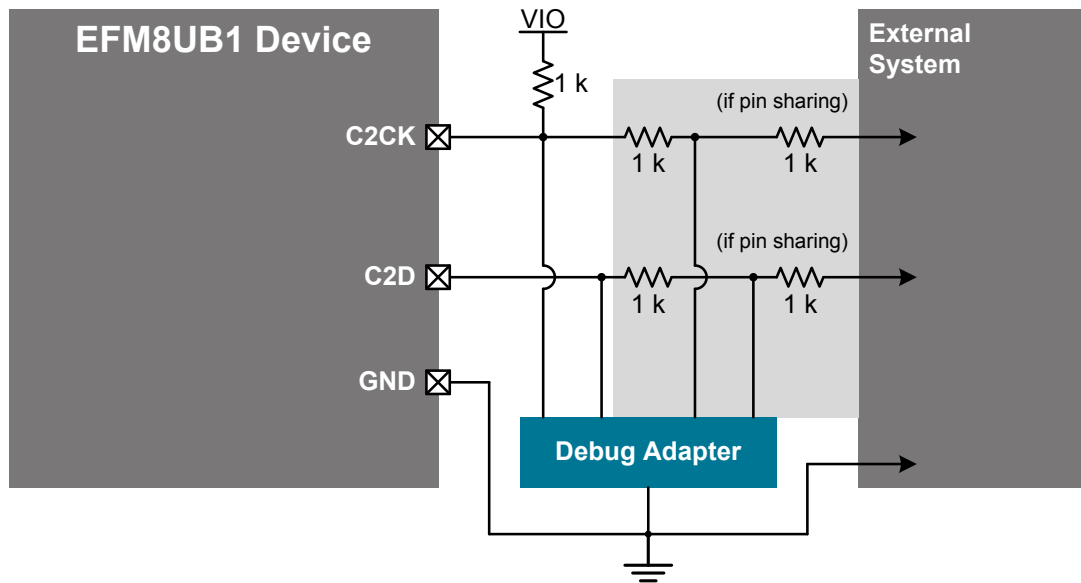 EFM8UB1 Device
VIO
External
System
1 k
(if pin sharing)
C2CK
1 k
1 k
(if pin sharing)
C2D
1 k
1 k
GND
Debug Adapter